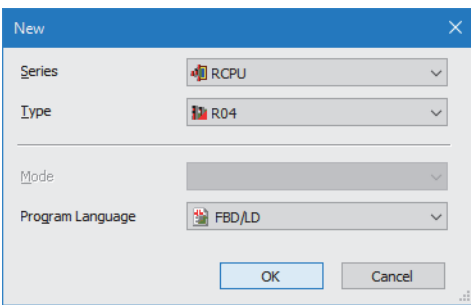 New
Series RCPU
Type R04
Mode
Program Language FBD/LD
OK Cancel